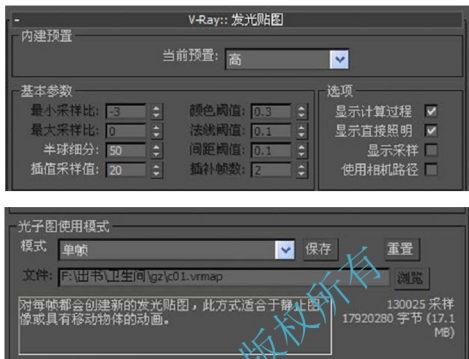 - V-Ray:: 发光贴图
内建预置
当前预置: 高
基本参数 选项
最小采样比: -3 颜色阈值: 0.3 显示计算过程
最大采样比: 0 法线阈值: 0.1 显示直接照明
半球细分: 50 间距阈值: 0.1 显示采样
插值采样值: 20 插补帧数: 2 使用相机路径
光子图使用模式
模式 单帧 保存 重置
文件: F:\出书\卫生间\gz\c01.vrmap 浏览
对每帧都会创建新的发光贴图，此方式适合于静止图 130025 采样
像或具有移动物体的动画。 17920280 字节 (17.1
MB)
版权所有